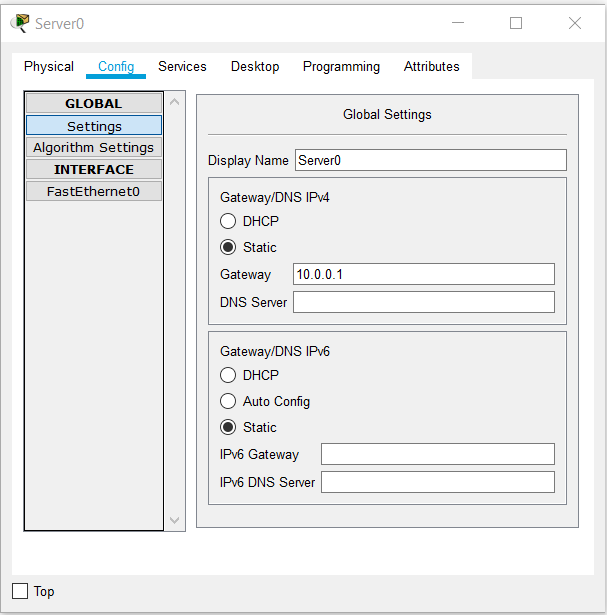 Server0
Physical Config Services Desktop Programming Attributes
GLOBAL
Settings
Algorithm Settings
INTERFACE
FastEthernet0
Global Settings
Display Name Server0
Gateway/DNS IPv4
DHCP
Static
Gateway 10.0.0.1
DNS Server
Gateway/DNS IPv6
DHCP
Auto Config
Static
IPv6 Gateway
IPv6 DNS Server
Top